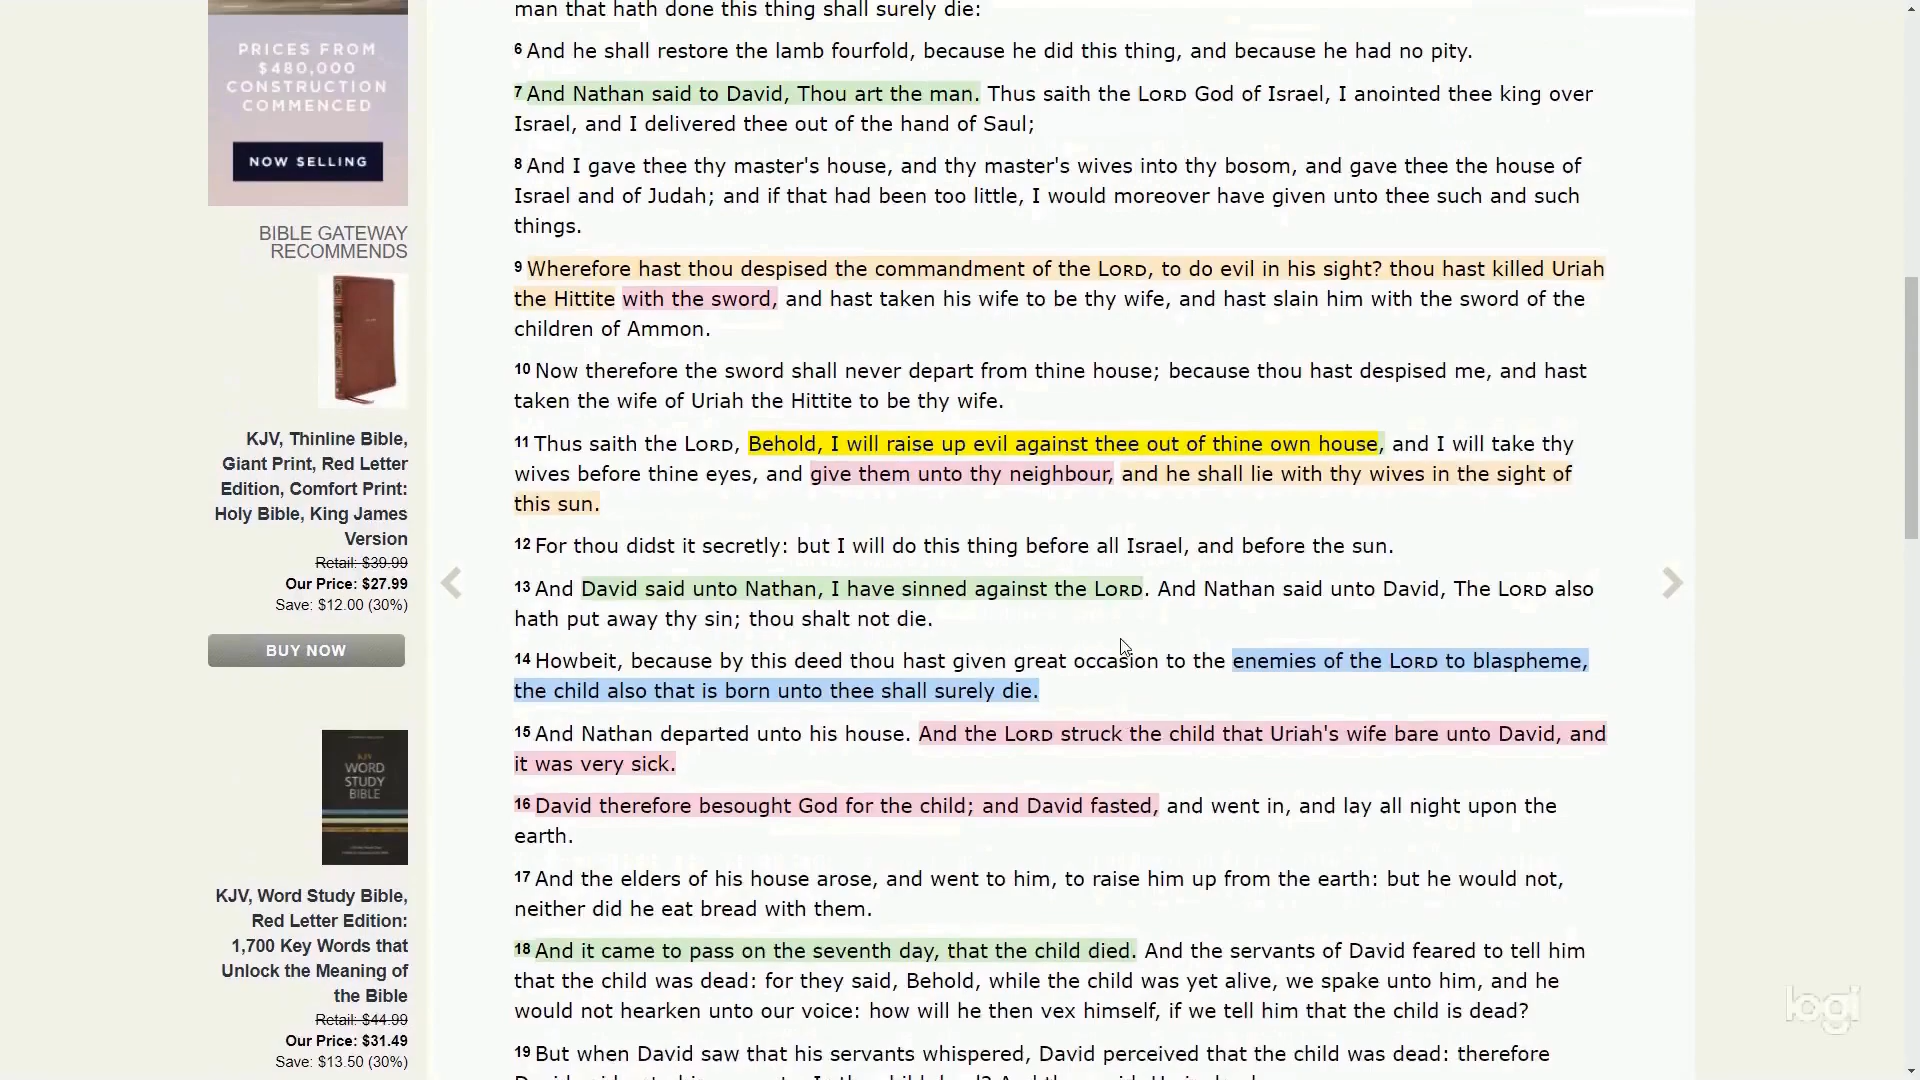 PRICES FROM
$480,000
CONSTRUCTION
COMMENCED
NOW SELLING
BIBLE GATEWAY
RECOMMENDS
KJV, Thinline Bible,
Giant Print, Red Letter
Edition, Comfort Print:
Holy Bible, King James
Version
Retail: $39.99
Our Price: $27.99
Save: $12.00 (30%)
BUY NOW
KJV
WORD
STUDY
BIBLE
KJV, Word Study Bible,
Red Letter Edition:
1,700 Key Words that
Unlock the Meaning of
the Bible
Retail: $44.99
Our Price: $31.49
Save: $13.50 (30%)
man that hath done this thing shall surely die:
6 And he shall restore the lamb fourfold, because he did this thing, and because he had no pity.
7 And Nathan said to David, Thou art the man. Thus saith the LORD God of Israel, I anointed thee king over
Israel, and I delivered thee out of the hand of Saul;
8 And I gave thee thy master's house, and thy master's wives into thy bosom, and gave thee the house of
Israel and of Judah; and if that had been too little, I would moreover have given unto thee such and such
things.
9 Wherefore hast thou despised the commandment of the LORD, to do evil in his sight? thou hast killed Uriah
the Hittite with the sword, and hast taken his wife to be thy wife, and hast slain him with the sword of the
children of Ammon.
10 Now therefore the sword shall never depart from thine house; because thou hast despised me, and hast
taken the wife of Uriah the Hittite to be thy wife.
11 Thus saith the LORD, Behold, I will raise up evil against thee out of thine own house, and I will take thy
wives before thine eyes, and give them unto thy neighbour, and he shall lie with thy wives in the sight of
this sun.
12 For thou didst it secretly: but I will do this thing before all Israel, and before the sun.
13 And David said unto Nathan, I have sinned against the LORD. And Nathan said unto David, The LORD also
hath put away thy sin; thou shalt not die.
14 Howbeit, because by this deed thou hast given great occasion to the enemies of the LORD to blaspheme,
the child also that is born unto thee shall surely die.
15 And Nathan departed unto his house. And the LORD struck the child that Uriah's wife bare unto David, and
it was very sick.
16 David therefore besought God for the child; and David fasted, and went in, and lay all night upon the
earth.
17 And the elders of his house arose, and went to him, to raise him up from the earth: but he would not,
neither did he eat bread with them.
18 And it came to pass on the seventh day, that the child died. And the servants of David feared to tell him
that the child was dead: for they said, Behold, while the child was yet alive, we spake unto him, and he
would not hearken unto our voice: how will he then vex himself, if we tell him that the child is dead?
19 But when David saw that his servants whispered, David perceived that the child was dead: therefore
logi